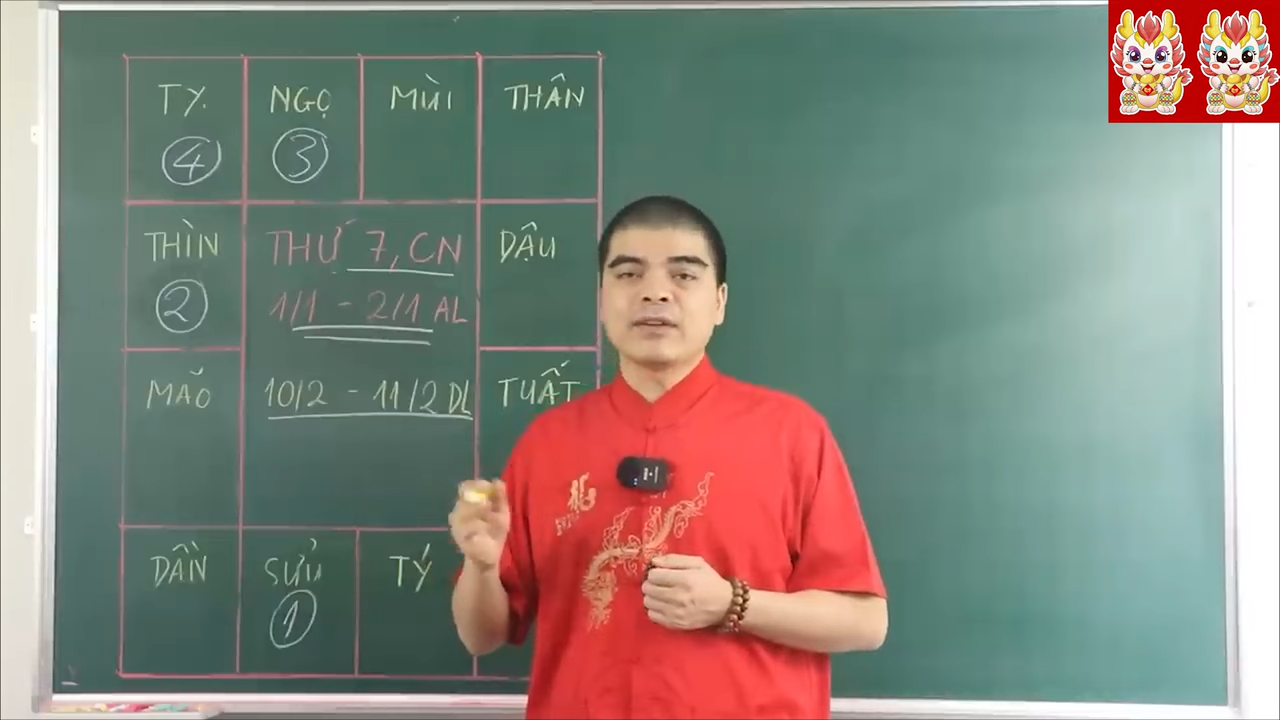 TỴ NGỌ MÙI THÂN
4 3
THÌN THỨ 7, CN DẬU
2 1/1 - 2/1 AL
MÃO 10/2 - 11/2 DL TUẤT
DẦN SỬU TÝ
1